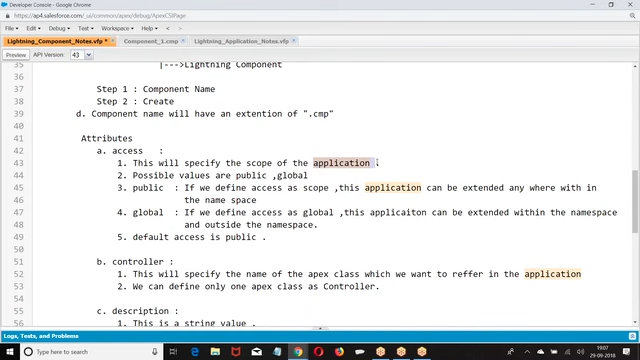 Developer Console - Google Chrome
https://ap4.salesforce.com/_ui/common/apex/debug/ApexCSIPage
File Edit Debug Test Workspace Help < >
Lightning_Component_Notes.vfp * Component_1.cmp Lightning_Application_Notes.vfp
Preview API Version: 43
35 |--->Lightning Component
36
37 Step 1 : Component Name
38 Step 2 : Create
39 d. Component name will have an extention of ".cmp"
40
41 Attributes
42 a. access :
43 1. This will specify the scope of the application .
44 2. Possible values are public ,global
45 3. public : If we define access as scope ,this application can be extended any where with in
46 the name space
47 4. global : If we define access as global ,this applicaiton can be extended within the namespace
48 and outside the namespace.
49 5. default access is public .
50
51 b. controller :
52 1. This will specify the name of the apex class which we want to reffer in the application
53 2. We can define only one apex class as Controller.
54
55 c. description :
56 1. This is a string value .
Logs, Tests, and Problems
Type here to search
19:07
29-09-2018